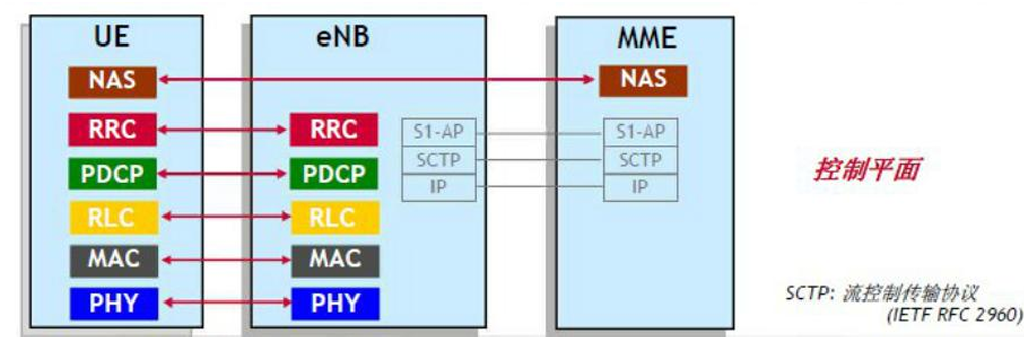 UE
NAS
RRC
PDCP
RLC
MAC
PHY
eNB
RRC
PDCP
RLC
MAC
PHY
S1-AP
SCTP
IP
MME
NAS
S1-AP
SCTP
IP
控制平面
SCTP: 流控制传输协议
(IETF RFC 2960)